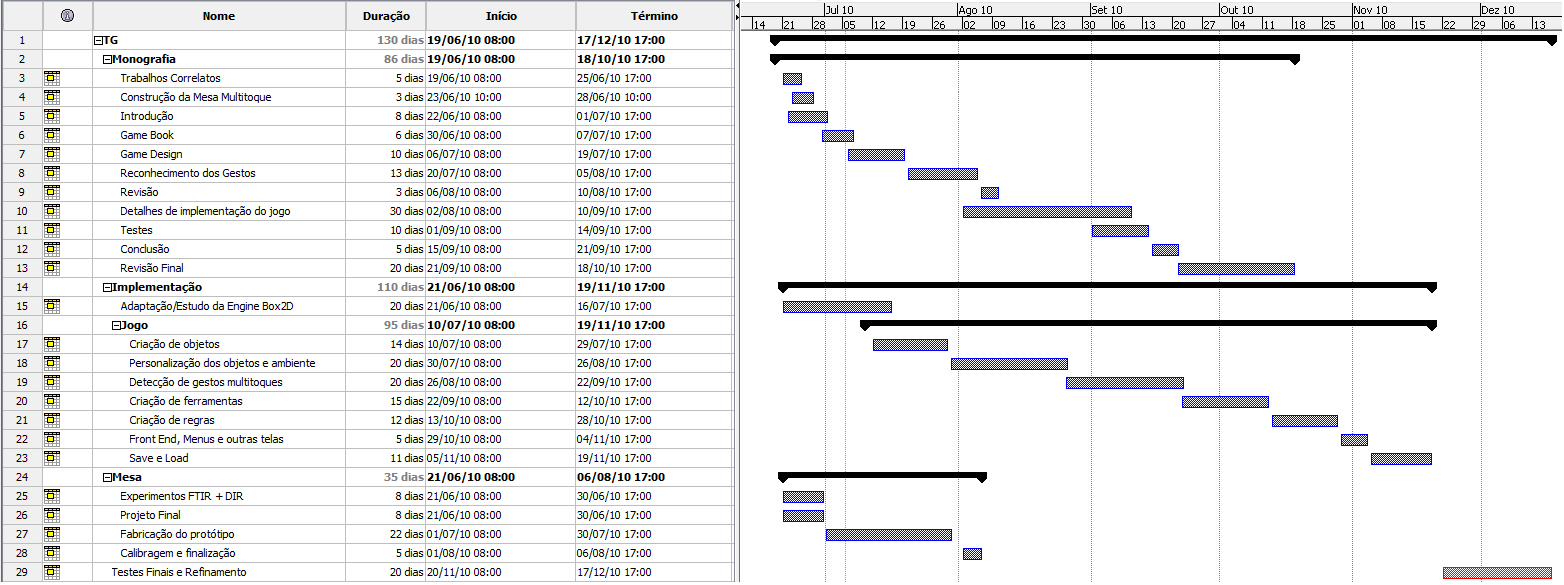 Nome Duração Início Término
Jul 10 Ago 10 Set 10 Out 10 Nov 10 Dez 10
14 21 28 05 12 19 26 02 09 16 23 30 06 13 20 27 04 11 18 25 01 08 15 22 29 06 13
1 TG 130 dias 19/06/10 08:00 17/12/10 17:00
2 Monografia 86 dias 19/06/10 08:00 18/10/10 17:00
3 Trabalhos Correlatos 5 dias 19/06/10 08:00 25/06/10 17:00
4 Construção da Mesa Multitoque 3 dias 23/06/10 10:00 28/06/10 10:00
5 Introdução 8 dias 22/06/10 08:00 01/07/10 17:00
6 Game Book 6 dias 30/06/10 08:00 07/07/10 17:00
7 Game Design 10 dias 06/07/10 08:00 19/07/10 17:00
8 Reconhecimento dos Gestos 13 dias 20/07/10 08:00 05/08/10 17:00
9 Revisão 3 dias 06/08/10 08:00 10/08/10 17:00
10 Detalhes de implementação do jogo 30 dias 02/08/10 08:00 10/09/10 17:00
11 Testes 10 dias 01/09/10 08:00 14/09/10 17:00
12 Conclusão 5 dias 15/09/10 08:00 21/09/10 17:00
13 Revisão Final 20 dias 21/09/10 08:00 18/10/10 17:00
14 Implementação 110 dias 21/06/10 08:00 19/11/10 17:00
15 Adaptação/Estudo da Engine Box2D 20 dias 21/06/10 08:00 16/07/10 17:00
16 Jogo 95 dias 10/07/10 08:00 19/11/10 17:00
17 Criação de objetos 14 dias 10/07/10 08:00 29/07/10 17:00
18 Personalização dos objetos e ambiente 20 dias 30/07/10 08:00 26/08/10 17:00
19 Detecção de gestos multitoques 20 dias 26/08/10 08:00 22/09/10 17:00
20 Criação de ferramentas 15 dias 22/09/10 08:00 12/10/10 17:00
21 Criação de regras 12 dias 13/10/10 08:00 28/10/10 17:00
22 Front End, Menus e outras telas 5 dias 29/10/10 08:00 04/11/10 17:00
23 Save e Load 11 dias 05/11/10 08:00 19/11/10 17:00
24 Mesa 35 dias 21/06/10 08:00 06/08/10 17:00
25 Experimentos FTIR + DIR 8 dias 21/06/10 08:00 30/06/10 17:00
26 Projeto Final 8 dias 21/06/10 08:00 30/06/10 17:00
27 Fabricação do protótipo 22 dias 01/07/10 08:00 30/07/10 17:00
28 Calibragem e finalização 5 dias 01/08/10 08:00 06/08/10 17:00
29 Testes Finais e Refinamento 20 dias 20/11/10 08:00 17/12/10 17:00